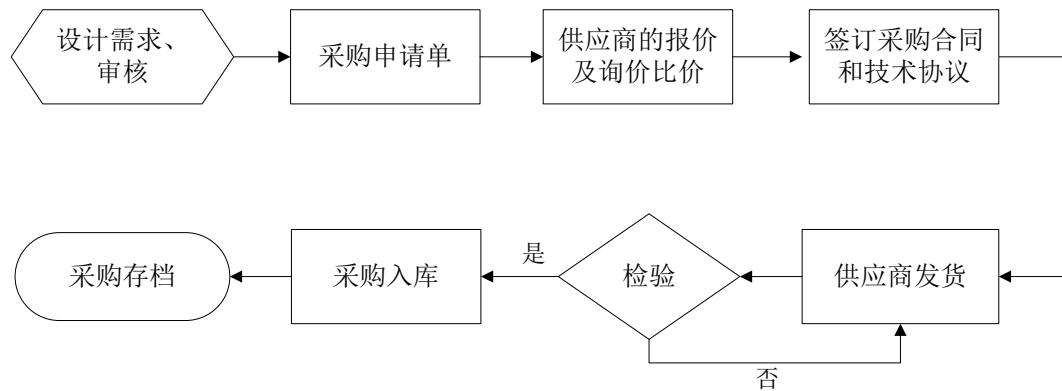 设计需求、
审核
采购申请单
供应商的报价
及询价比价
签订采购合同
和技术协议
采购存档
采购入库
是
检验
供应商发货
否